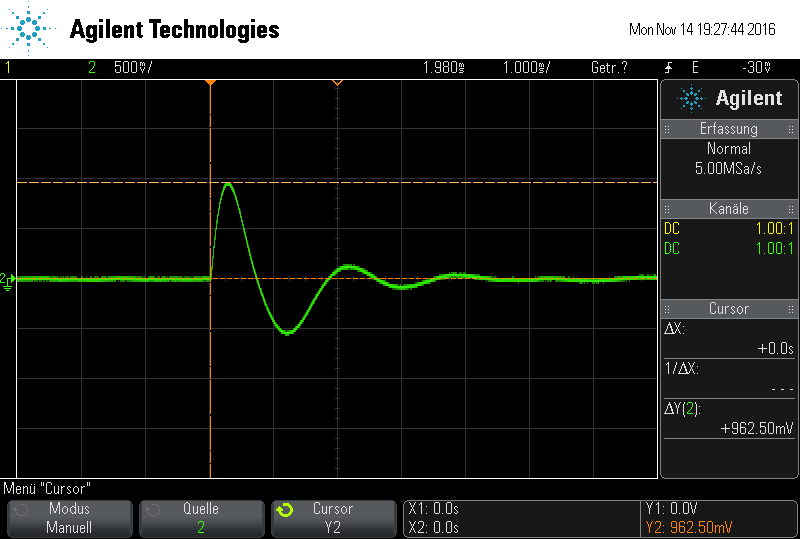 Agilent Technologies
Mon Nov 14 19:27:44 2016
1 2 500mV/ 1.980ms 1.000ms/ Getr.? E -30mV
2
Agilent
Erfassung
Normal
5.00MSa/s
Kanäle
DC 1.00:1
DC 1.00:1
Cursor
ΔX:
+0.0s
1/ΔX:
- - -
ΔY(2):
+962.50mV
Menü "Cursor"
Modus
Manuell
Quelle
2
Cursor
Y2
X1: 0.0s
X2: 0.0s
Y1: 0.0V
Y2: 962.50mV